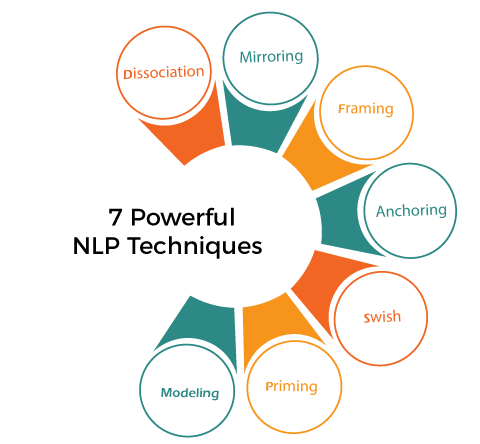 Dissociation
Mirroring
Framing
Anchoring
Swish
Priming
Modeling
7 Powerful
NLP Techniques